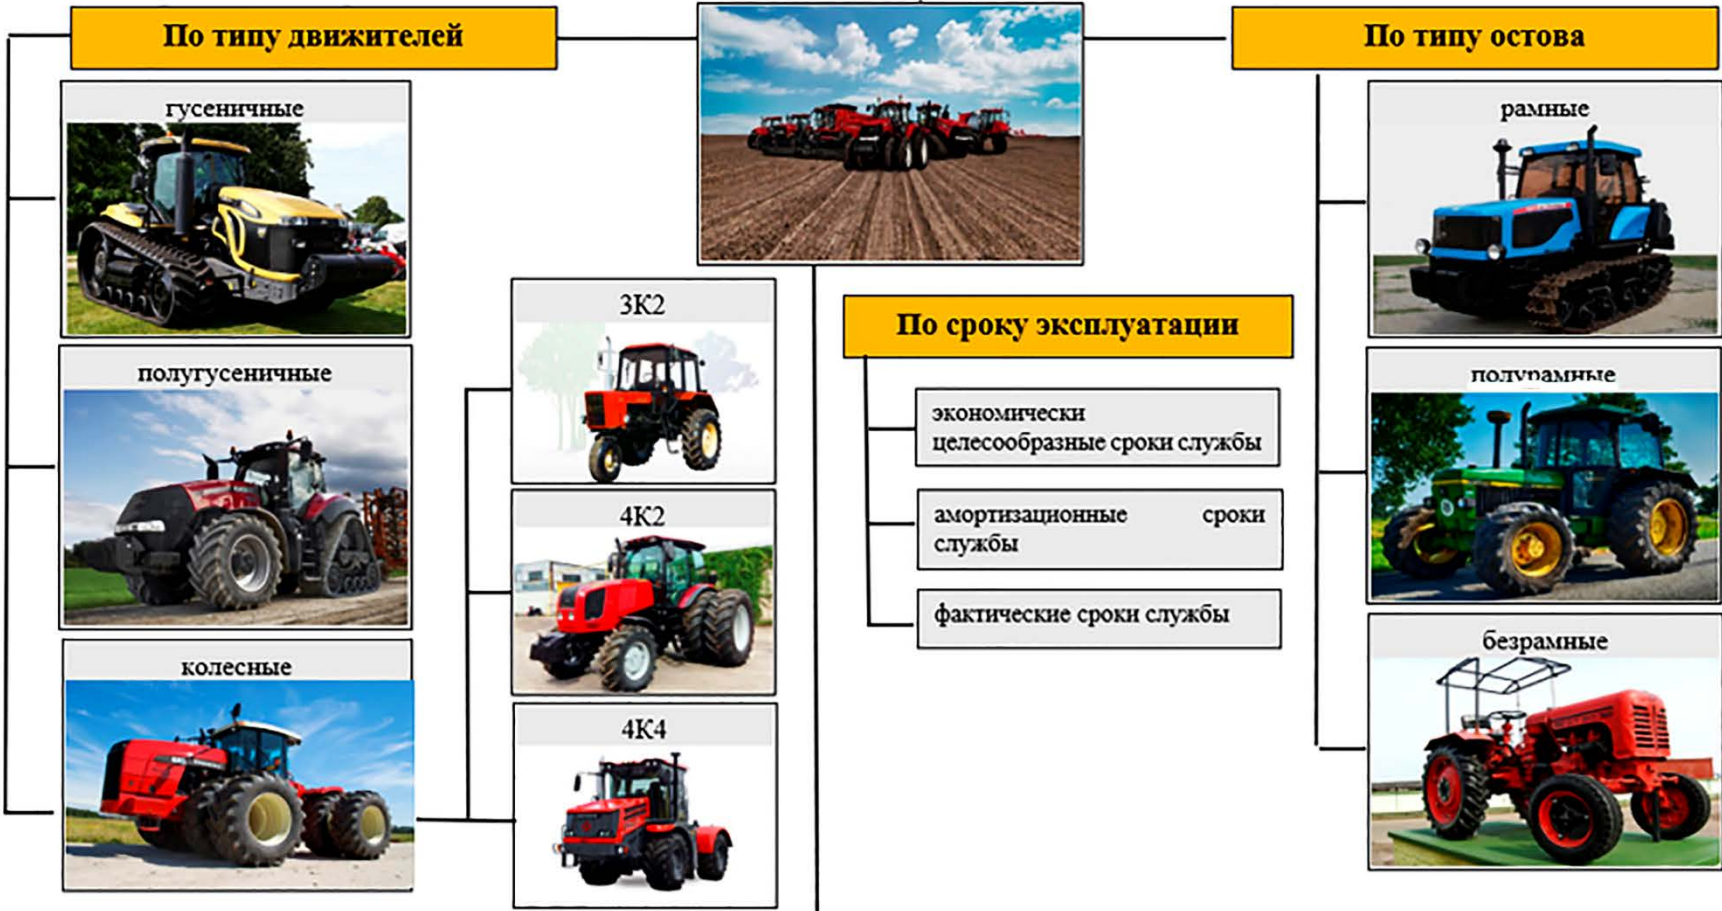 По типу движителей
гусеничные
полугусеничные
колесные
3К2
4К2
4К4
По сроку эксплуатации
экономически
целесообразные сроки службы
амортизационные сроки
службы
фактические сроки службы
По типу остова
рамные
полурамные
безрамные